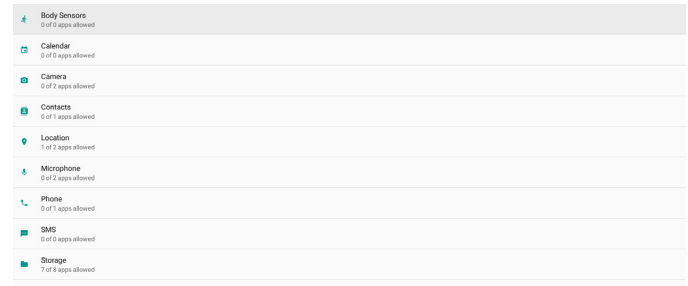 Body Sensors
0 of 0 apps allowed
Calendar
0 of 0 apps allowed
Camera
0 of 2 apps allowed
Contacts
0 of 1 apps allowed
Location
1 of 2 apps allowed
Microphone
0 of 2 apps allowed
Phone
0 of 1 apps allowed
SMS
0 of 0 apps allowed
Storage
7 of 8 apps allowed